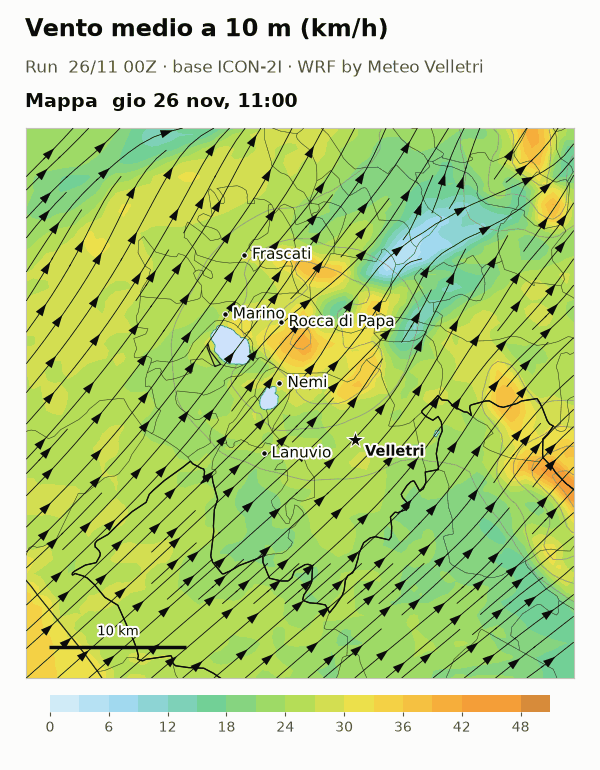 Vento medio a 10 m (km/h)
Run  26/11 00Z · base ICON-2I · WRF by Meteo Velletri
Mappa  gio 26 nov, 11:00
Frascati
Marino
Rocca di Papa
Nemi
Lanuvio
Velletri
10 km
0 6 12 18 24 30 36 42 48